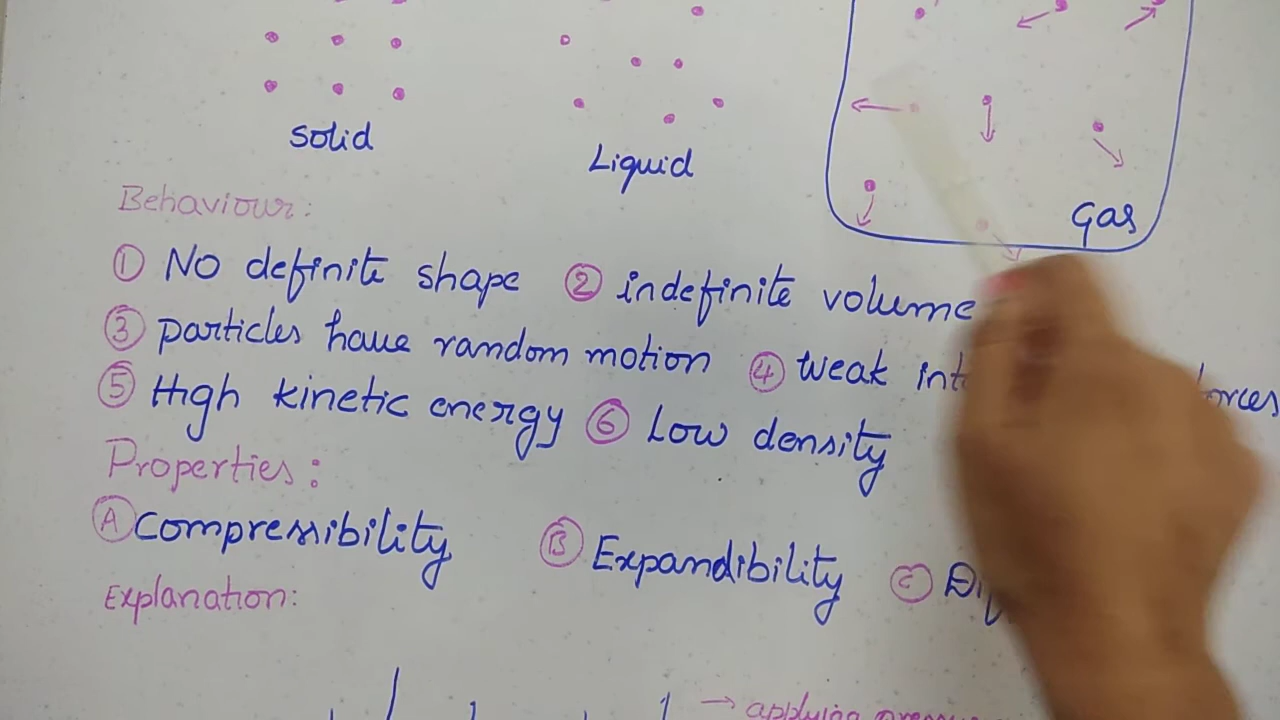 Solid
Liquid
Gas
Behaviour:
① No definite shape ② indefinite volume
③ particles have random motion ④ weak forces
⑤ High kinetic energy ⑥ Low density
Properties:
Ⓐ compressibility Ⓑ Expandibility Ⓒ
Explanation:
→ applying